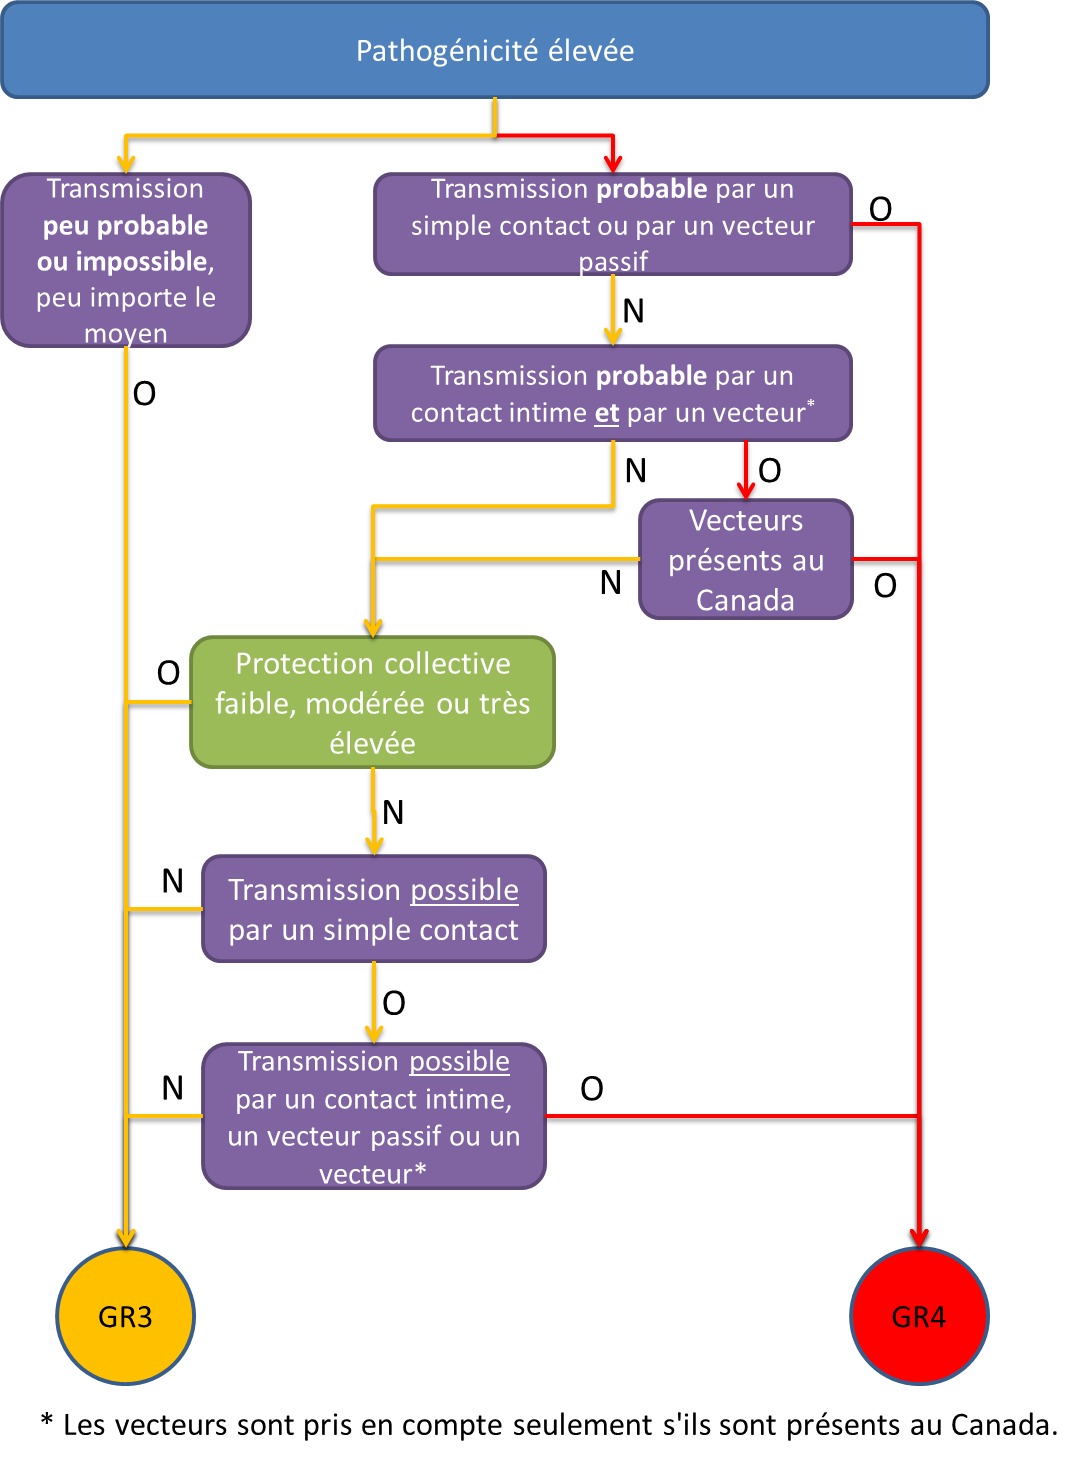 Pathogénicité élevée
Transmission
peu probable
ou impossible,
peu importe le
moyen
Transmission probable par un
simple contact ou par un vecteur
passif
O
N
Transmission probable par un
contact intime et par un vecteur*
O
N
O
Vecteurs
présents au
Canada
N
O
Protection collective
faible, modérée ou très
élevée
O
N
Transmission possible
par un simple contact
N
O
Transmission possible
par un contact intime,
un vecteur passif ou un
vecteur*
N
O
GR3
GR4
* Les vecteurs sont pris en compte seulement s'ils sont présents au Canada.